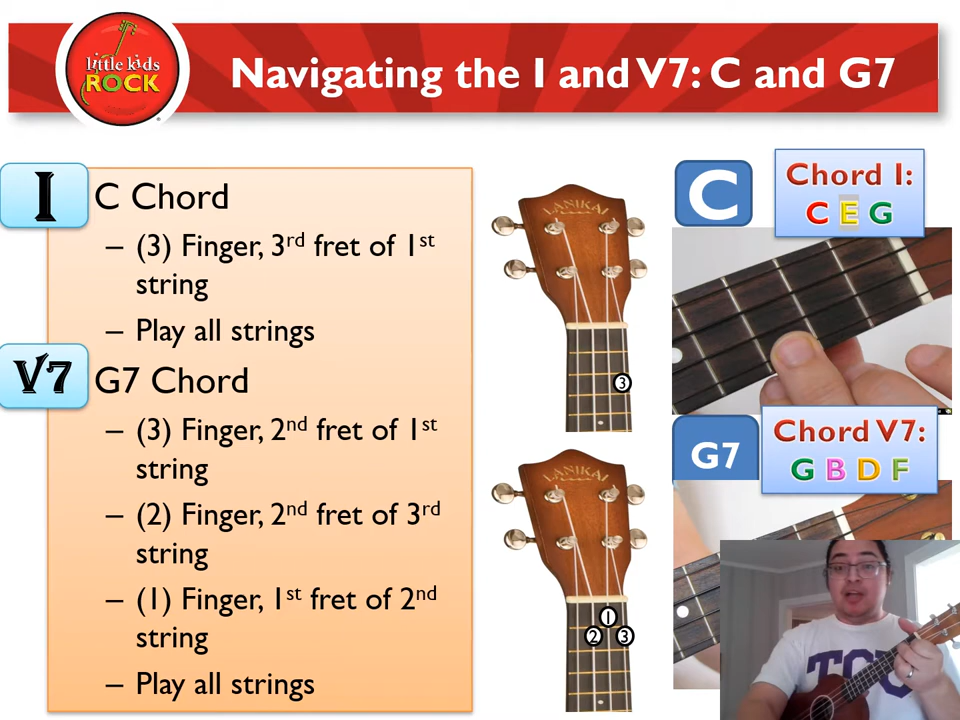 little kids
ROCK
Navigating the I and V7: C and G7
I
C Chord
– (3) Finger, 3rd fret of 1st
string
– Play all strings
V7
G7 Chord
– (3) Finger, 2nd fret of 1st
string
– (2) Finger, 2nd fret of 3rd
string
– (1) Finger, 1st fret of 2nd
string
– Play all strings
LANIKAI
3
LANIKAI
1
2
3
C
Chord I:
C E G
G7
Chord V7:
G B D F
TCU